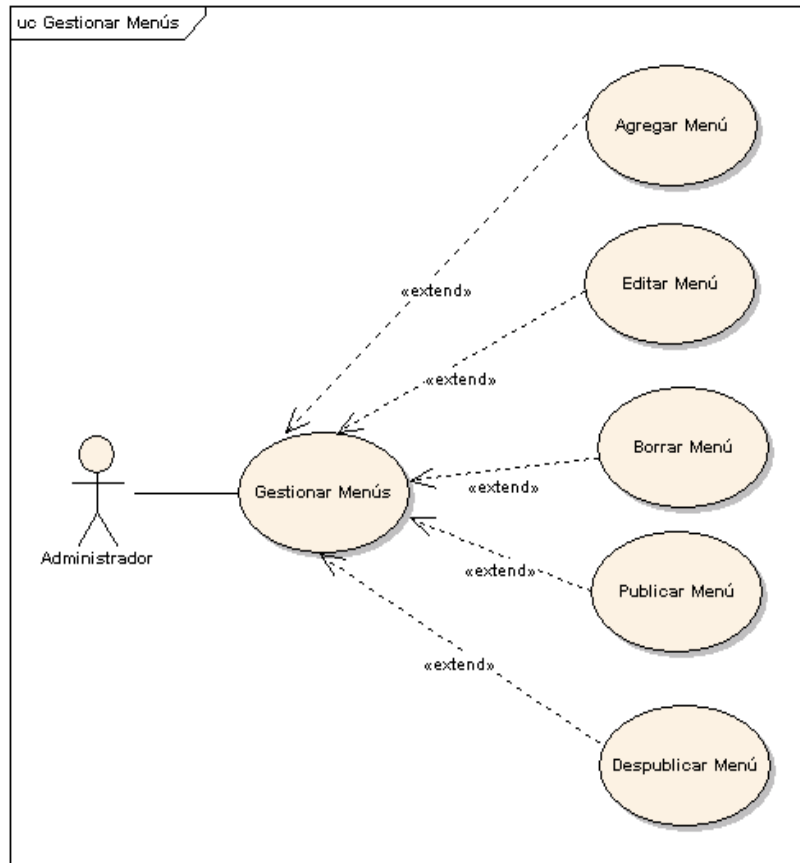 uc Gestionar Menús
Agregar Menú
«extend»
Editar Menú
«extend»
Borrar Menú
«extend»
Gestionar Menús
Administrador
Publicar Menú
«extend»
«extend»
Despublicar Menú